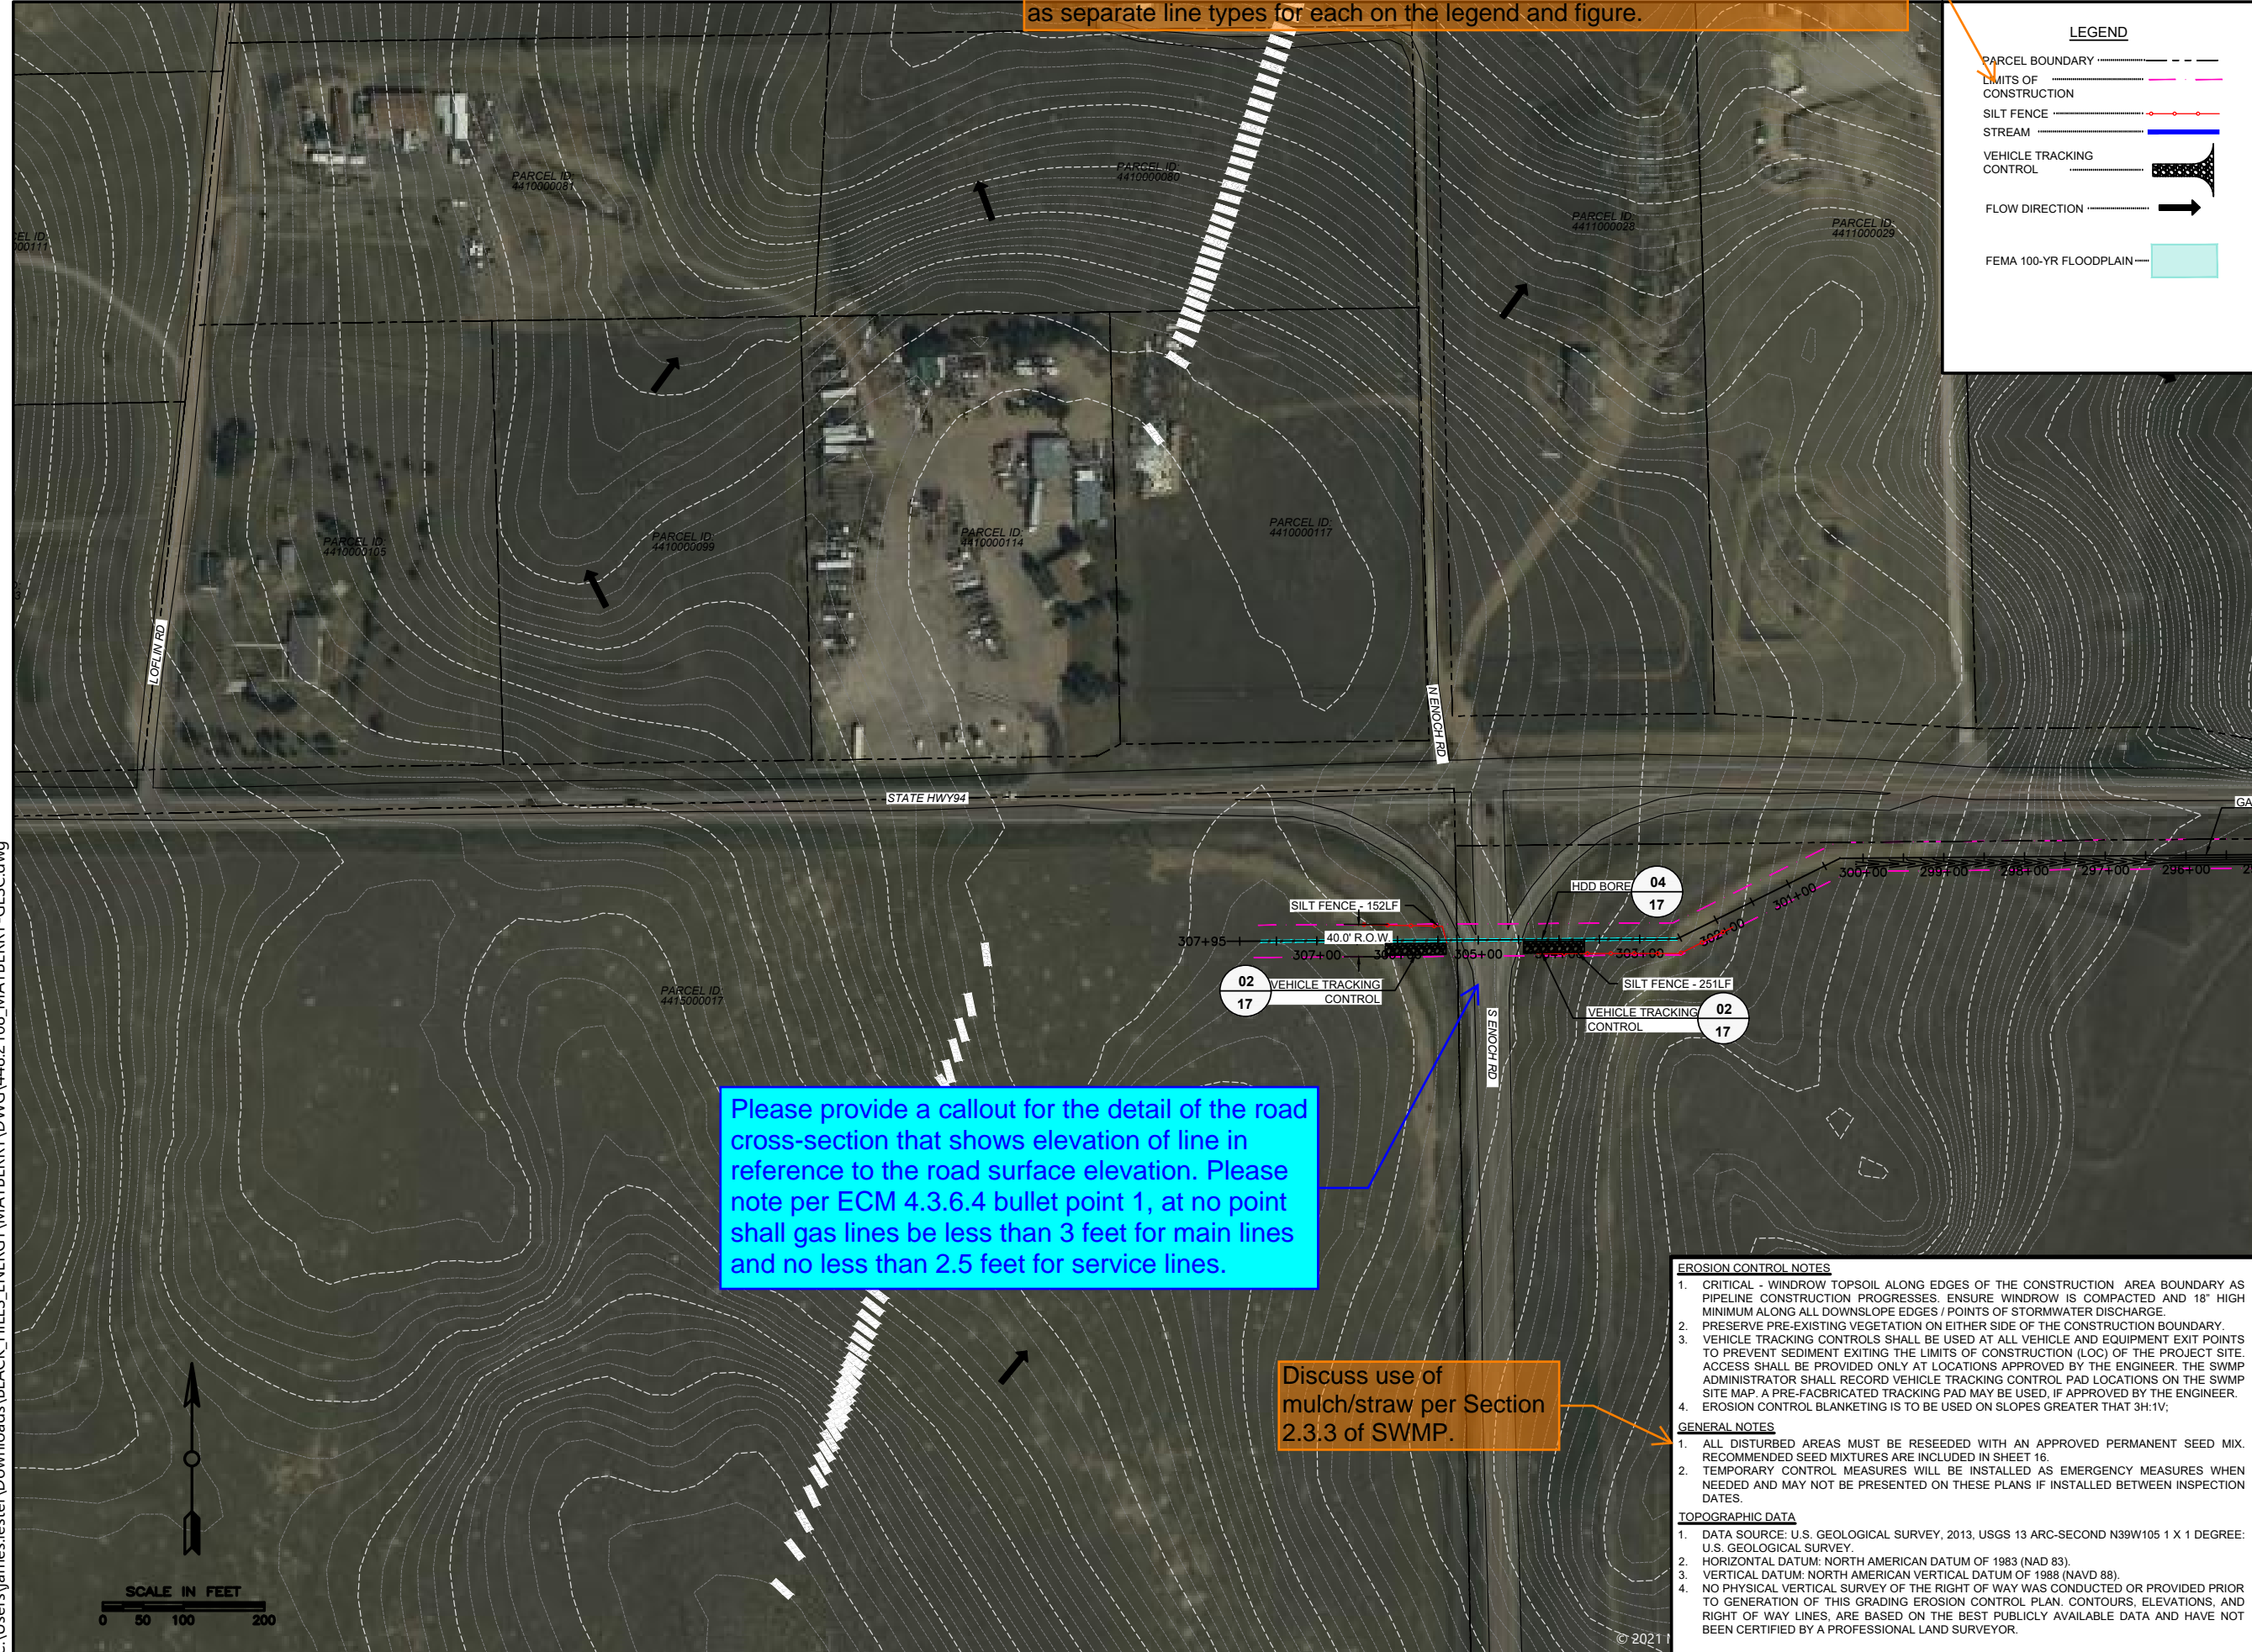 as separate line types for each on the legend and figure.
LEGEND
PARCEL BOUNDARY
LIMITS OF
CONSTRUCTION
SILT FENCE
STREAM
VEHICLE TRACKING
CONTROL
FLOW DIRECTION
FEMA 100-YR FLOODPLAIN
PARCEL ID:
4410000081
PARCEL ID:
4410000080
PARCEL ID:
4411000028
PARCEL ID:
4411000029
PARCEL ID:
4410000105
PARCEL ID:
4410000099
PARCEL ID:
4410000114
PARCEL ID:
4410000117
LOFLIN RD
N ENOCH RD
STATE HWY94
GA
HDD BORE
04
17
300+00
299+00
298+00
297+00
296+00
301+00
302+00
SILT FENCE - 152LF
307+95
40.0' R.O.W.
307+00
306+00
305+00
304+00
303+00
02
17
VEHICLE TRACKING
CONTROL
SILT FENCE - 251LF
VEHICLE TRACKING
CONTROL
02
17
PARCEL ID:
4415000017
S ENOCH RD
Please provide a callout for the detail of the road
cross-section that shows elevation of line in
reference to the road surface elevation. Please
note per ECM 4.3.6.4 bullet point 1, at no point
shall gas lines be less than 3 feet for main lines
and no less than 2.5 feet for service lines.
Discuss use of
mulch/straw per Section
2.3.3 of SWMP.
EROSION CONTROL NOTES
1. CRITICAL - WINDROW TOPSOIL ALONG EDGES OF THE CONSTRUCTION AREA BOUNDARY AS
PIPELINE CONSTRUCTION PROGRESSES. ENSURE WINDROW IS COMPACTED AND 18" HIGH
MINIMUM ALONG ALL DOWNSLOPE EDGES / POINTS OF STORMWATER DISCHARGE.
2. PRESERVE PRE-EXISTING VEGETATION ON EITHER SIDE OF THE CONSTRUCTION BOUNDARY.
3. VEHICLE TRACKING CONTROLS SHALL BE USED AT ALL VEHICLE AND EQUIPMENT EXIT POINTS
TO PREVENT SEDIMENT EXITING THE LIMITS OF CONSTRUCTION (LOC) OF THE PROJECT SITE.
ACCESS SHALL BE PROVIDED ONLY AT LOCATIONS APPROVED BY THE ENGINEER. THE SWMP
ADMINISTRATOR SHALL RECORD VEHICLE TRACKING CONTROL PAD LOCATIONS ON THE SWMP
SITE MAP. A PRE-FACBRICATED TRACKING PAD MAY BE USED, IF APPROVED BY THE ENGINEER.
4. EROSION CONTROL BLANKETING IS TO BE USED ON SLOPES GREATER THAT 3H:1V;
GENERAL NOTES
1. ALL DISTURBED AREAS MUST BE RESEEDED WITH AN APPROVED PERMANENT SEED MIX.
RECOMMENDED SEED MIXTURES ARE INCLUDED IN SHEET 16.
2. TEMPORARY CONTROL MEASURES WILL BE INSTALLED AS EMERGENCY MEASURES WHEN
NEEDED AND MAY NOT BE PRESENTED ON THESE PLANS IF INSTALLED BETWEEN INSPECTION
DATES.
TOPOGRAPHIC DATA
1. DATA SOURCE: U.S. GEOLOGICAL SURVEY, 2013, USGS 13 ARC-SECOND N39W105 1 X 1 DEGREE:
U.S. GEOLOGICAL SURVEY.
2. HORIZONTAL DATUM: NORTH AMERICAN DATUM OF 1983 (NAD 83).
3. VERTICAL DATUM: NORTH AMERICAN VERTICAL DATUM OF 1988 (NAVD 88).
4. NO PHYSICAL VERTICAL SURVEY OF THE RIGHT OF WAY WAS CONDUCTED OR PROVIDED PRIOR
TO GENERATION OF THIS GRADING EROSION CONTROL PLAN. CONTOURS, ELEVATIONS, AND
RIGHT OF WAY LINES, ARE BASED ON THE BEST PUBLICLY AVAILABLE DATA AND HAVE NOT
BEEN CERTIFIED BY A PROFESSIONAL LAND SURVEYOR.
SCALE IN FEET
0 50 100 200
© 2021